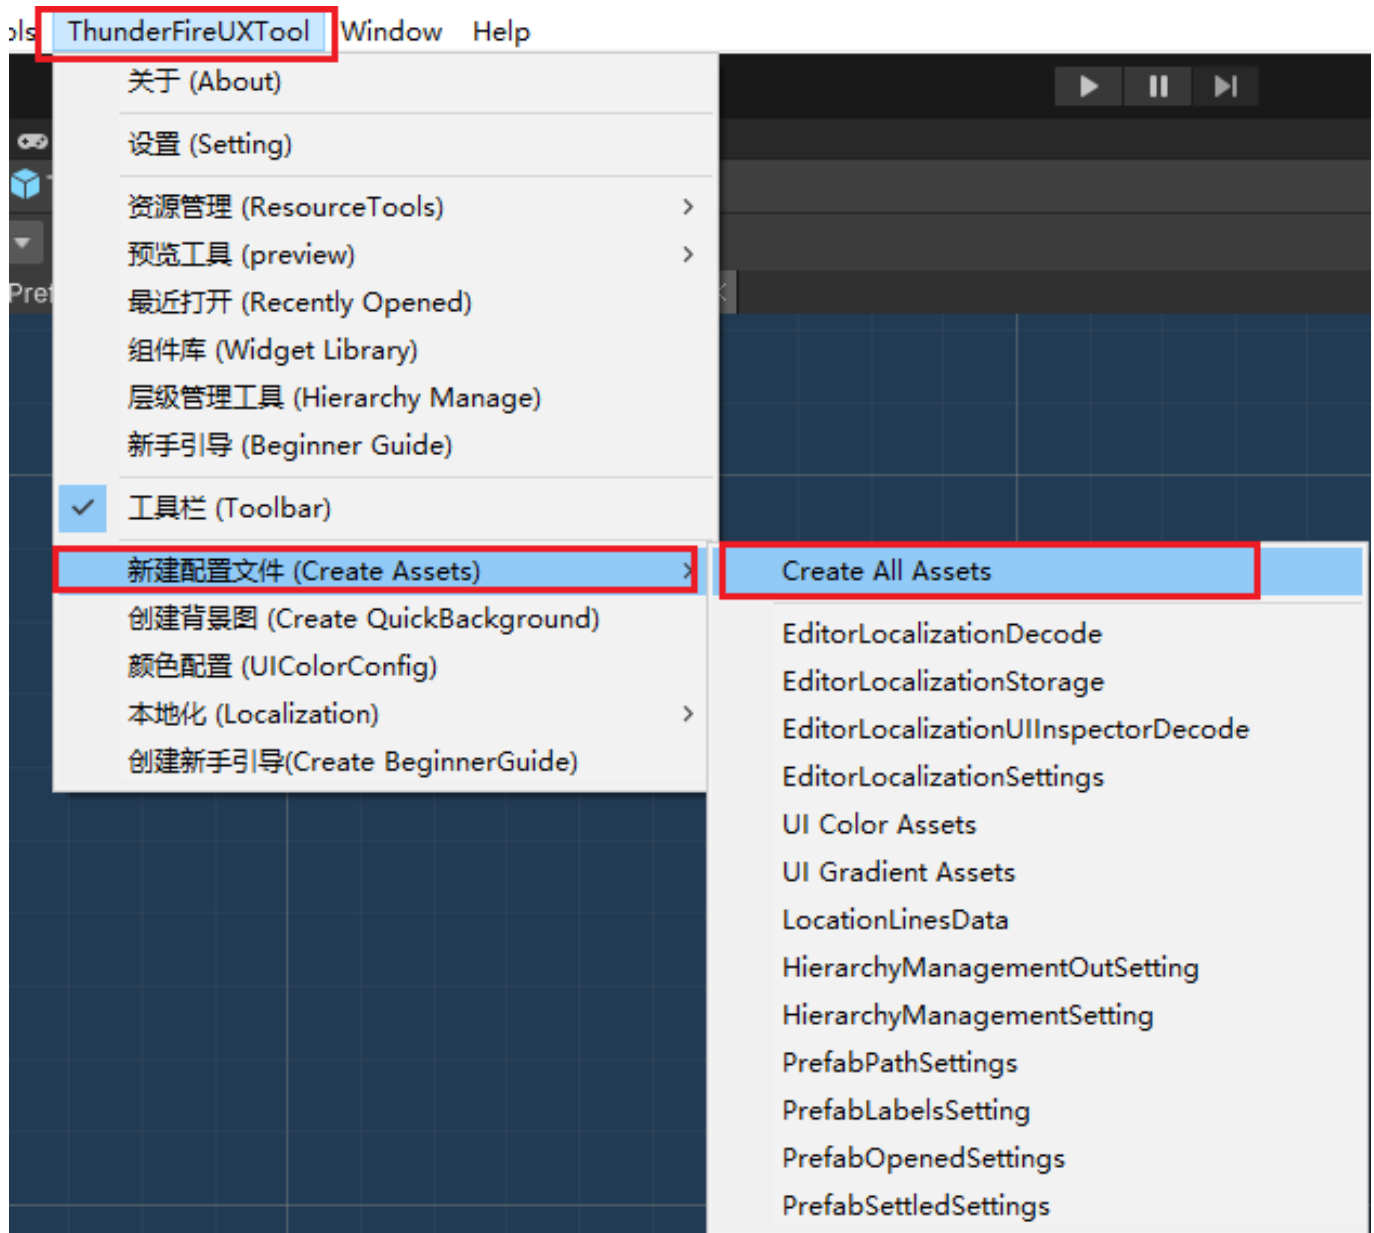 ols ThunderFireUXTool Window Help
关于 (About)
设置 (Setting)
资源管理 (ResourceTools)
预览工具 (preview)
最近打开 (Recently Opened)
组件库 (Widget Library)
层级管理工具 (Hierarchy Manage)
新手引导 (Beginner Guide)
工具栏 (Toolbar)
新建配置文件 (Create Assets)
创建背景图 (Create QuickBackground)
颜色配置 (UIColorConfig)
本地化 (Localization)
创建新手引导(Create BeginnerGuide)
Pref
Create All Assets
EditorLocalizationDecode
EditorLocalizationStorage
EditorLocalizationUIInspectorDecode
EditorLocalizationSettings
UI Color Assets
UI Gradient Assets
LocationLinesData
HierarchyManagementOutSetting
HierarchyManagementSetting
PrefabPathSettings
PrefabLabelsSetting
PrefabOpenedSettings
PrefabSettledSettings